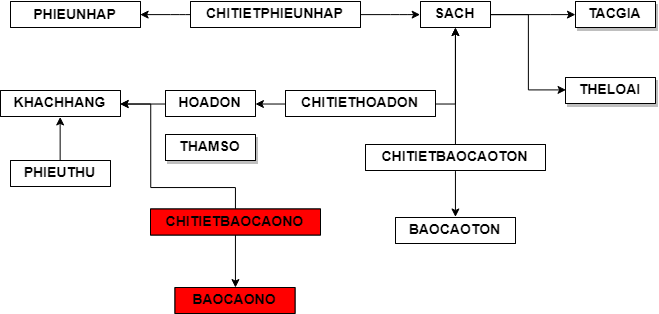 PHIEUNHAP
CHITIETPHIEUNHAP
SACH
TACGIA
THELOAI
KHACHHANG
HOADON
CHITIETHOADON
THAMSO
CHITIETBAOCAOTON
PHIEUTHU
CHITIETBAOCAONO
BAOCAOTON
BAOCAONO